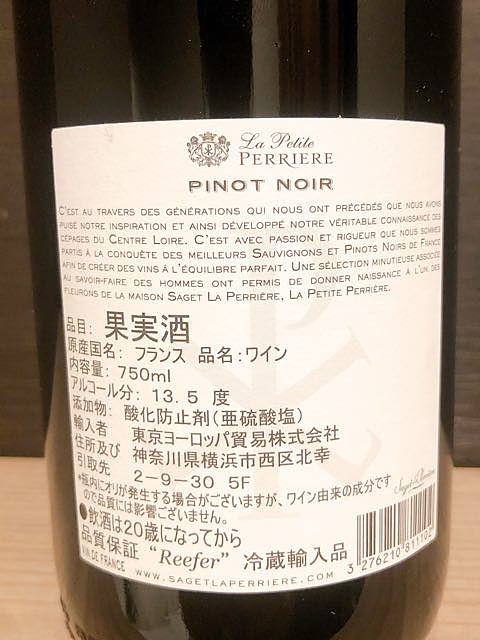 La Petite
PERRIERE
PINOT NOIR
C'EST AU TRAVERS DES GÉNÉRATIONS QUI NOUS ONT PRÉCÉDÉS QUE NOUS AVONS
PUISÉ NOTRE INSPIRATION ET AINSI DÉVELOPPÉ NOTRE VÉRITABLE CONNAISSANCE DES
CÉPAGES DU CENTRE LOIRE. C'EST AVEC PASSION ET RIGUEUR QUE NOUS SOMMES
PARTIS À LA CONQUÊTE DES MEILLEURS SAUVIGNONS ET PINOTS NOIRS DE FRANCE
AFIN DE CRÉER DES VINS À L'ÉQUILIBRE PARFAIT. UNE SÉLECTION MINUTIEUSE ASSOCIÉE
AU SAVOIR-FAIRE DES HOMMES ONT PERMIS DE DONNER NAISSANCE À L'UN DES
FLEURONS DE LA MAISON SAGET LA PERRIÈRE, LA PETITE PERRIÈRE.
品目: 果実酒
原産国名: フランス 品名:ワイン
内容量: 750ml
アルコール分: 13.5 度
添加物: 酸化防止剤(亜硫酸塩)
輸入者 東京ヨーロッパ貿易株式会社
住所及び 神奈川県横浜市西区北幸
引取先 2-9-30 5F
*瓶内にオリが発生する場合がございますが、ワイン由来の成分です
ので品質には影響ございません。
●飲酒は20歳になってから
品質保証 "Reefer" 冷蔵輸入品
VIN DE FRANCE
WWW.SAGETLAPERRIERE.COM
Saget La Perrière
3 276210 811102